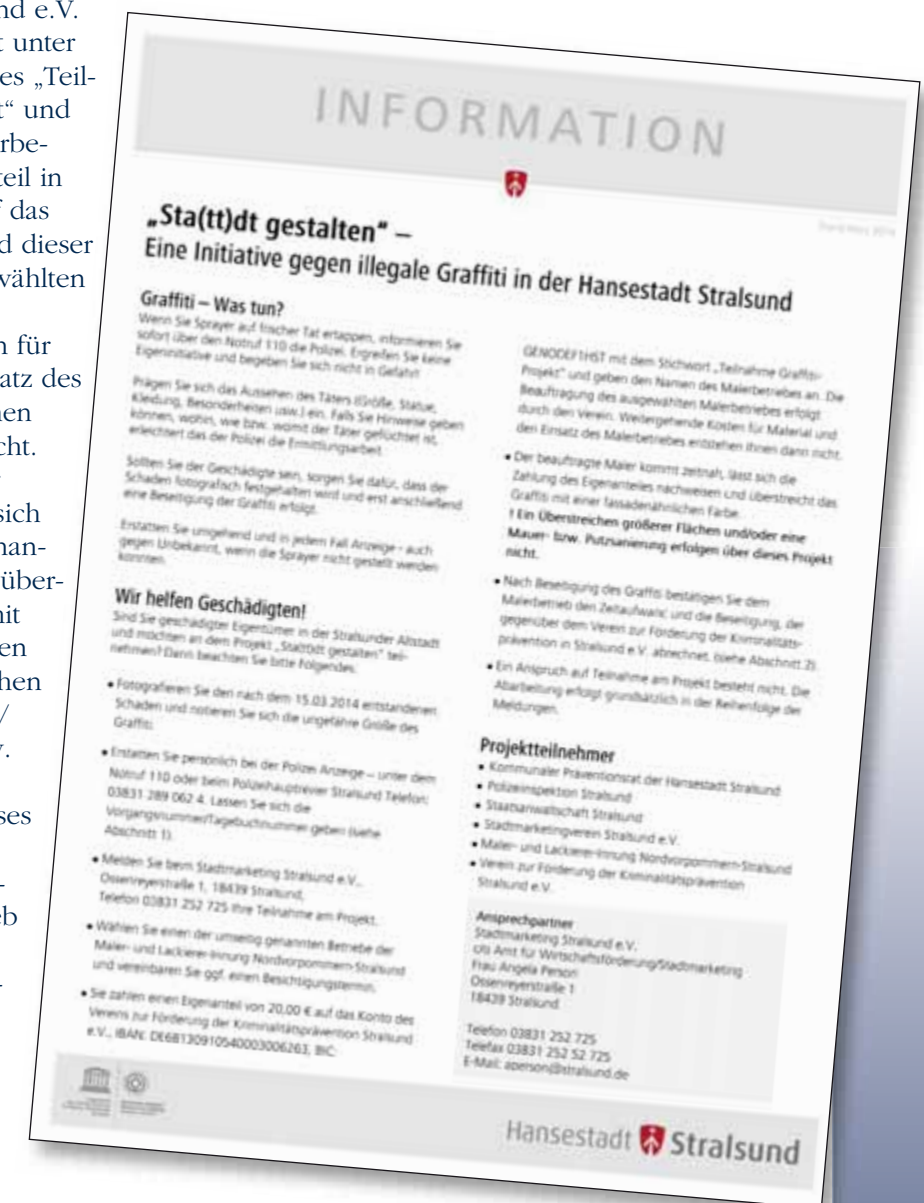 nd e.V.
t unter
es „Teil-
t“ und
rbe-
teil in
f das
d dieser
wählten
n für
atz des
nen
cht.
sich
nan-
über-
mit
en
hen
/
v.
ses
-
eb
-
INFORMATION
Stand März 2014
„Sta(tt)dt gestalten“ –
Eine Initiative gegen illegale Graffiti in der Hansestadt Stralsund
Graffiti – Was tun?
Wenn Sie Sprayer auf frischer Tat ertappen, informieren Sie
sofort über den Notruf 110 die Polizei. Ergreifen Sie keine
Eigeninitiative und begeben Sie sich nicht in Gefahr!
Prägen Sie sich das Aussehen des Täters (Größe, Statue,
Kleidung, Besonderheiten usw.) ein. Falls Sie Hinweise geben
können, wohin, wie bzw. womit der Täter geflüchtet ist,
erleichtert das der Polizei die Ermittlungsarbeit.
Sollten Sie der Geschädigte sein, sorgen Sie dafür, dass der
Schaden fotografisch festgehalten wird und erst anschließend
eine Beseitigung der Graffiti erfolgt.
Erstatten Sie umgehend und in jedem Fall Anzeige - auch
gegen Unbekannt, wenn die Sprayer nicht gestellt werden
konnten.
Wir helfen Geschädigten!
Sind Sie geschädigter Eigentümer in der Stralsunder Altstadt
und möchten an dem Projekt „Sta(tt)dt gestalten“ teil-
nehmen? Dann beachten Sie bitte Folgendes:
• Fotografieren Sie den nach dem 15.03.2014 entstandenen
Schaden und notieren Sie sich die ungefähre Größe des
Graffiti.
• Erstatten Sie persönlich bei der Polizei Anzeige – unter dem
Notruf 110 oder beim Polizeihauptrevier Stralsund Telefon:
03831 289 062 4. Lassen Sie sich die
Vorgangsnummer/Tagebuchnummer geben (siehe
Abschnitt 1).
• Melden Sie beim Stadtmarketing Stralsund e.V.,
Ossenreyerstraße 1, 18439 Stralsund,
Telefon 03831 252 725 Ihre Teilnahme am Projekt.
• Wählen Sie einen der umseitig genannten Betriebe der
Maler- und Lackierer-Innung Nordvorpommern-Stralsund
und vereinbaren Sie ggf. einen Besichtigungstermin.
• Sie zahlen einen Eigenanteil von 20,00 € auf das Konto des
Vereins zur Förderung der Kriminalitätsprävention Stralsund
e.V., IBAN: DE68130910540003006263, BIC:
GENODEF1HST mit dem Stichwort „Teilnahme Graffiti-
Projekt“ und geben den Namen des Malerbetriebes an. Die
Beauftragung des ausgewählten Malerbetriebes erfolgt
durch den Verein. Weitergehende Kosten für Material und
den Einsatz des Malerbetriebes entstehen Ihnen dann nicht.
• Der beauftragte Maler kommt zeitnah, lässt sich die
Zahlung des Eigenanteiles nachweisen und überstreicht das
Graffiti mit einer fassadenähnlichen Farbe.
! Ein Überstreichen größerer Flächen und/oder eine
Mauer- bzw. Putzsanierung erfolgen über dieses Projekt
nicht.
• Nach Beseitigung des Graffitis bestätigen Sie dem
Malerbetrieb den Zeitaufwand und die Beseitigung, der
gegenüber dem Verein zur Förderung der Kriminalitäts-
prävention in Stralsund e.V. abrechnet. (siehe Abschnitt 2).
• Ein Anspruch auf Teilnahme am Projekt besteht nicht. Die
Abarbeitung erfolgt grundsätzlich in der Reihenfolge der
Meldungen.
Projektteilnehmer
• Kommunaler Präventionsrat der Hansestadt Stralsund
• Polizeiinspektion Stralsund
• Staatsanwaltschaft Stralsund
• Stadtmarketingverein Stralsund e.V.
• Maler- und Lackierer-Innung Nordvorpommern-Stralsund
• Verein zur Förderung der Kriminalitätsprävention
Stralsund e.V.
Ansprechpartner
Stadtmarketing Stralsund e.V.
c/o Amt für Wirtschaftsförderung/Stadtmarketing
Frau Angela Person
Ossenreyerstraße 1
18439 Stralsund
Telefon 03831 252 725
Telefax 03831 252 52 725
E-Mail: aperson@stralsund.de
Hansestadt Stralsund